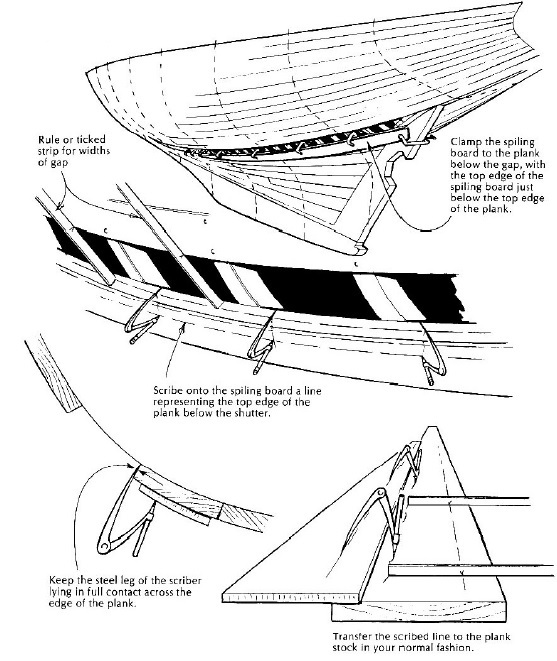 Rule or ticked
strip for widths
of gap
Clamp the spiling
board to the plank
below the gap, with
the top edge of the
spiling board just
below the top edge
of the plank.
Scribe onto the spiling board a line
representing the top edge of the
plank below the shutter.
Keep the steel leg of the scriber
lying in full contact across the
edge of the plank.
Transfer the scribed line to the plank
stock in your normal fashion.